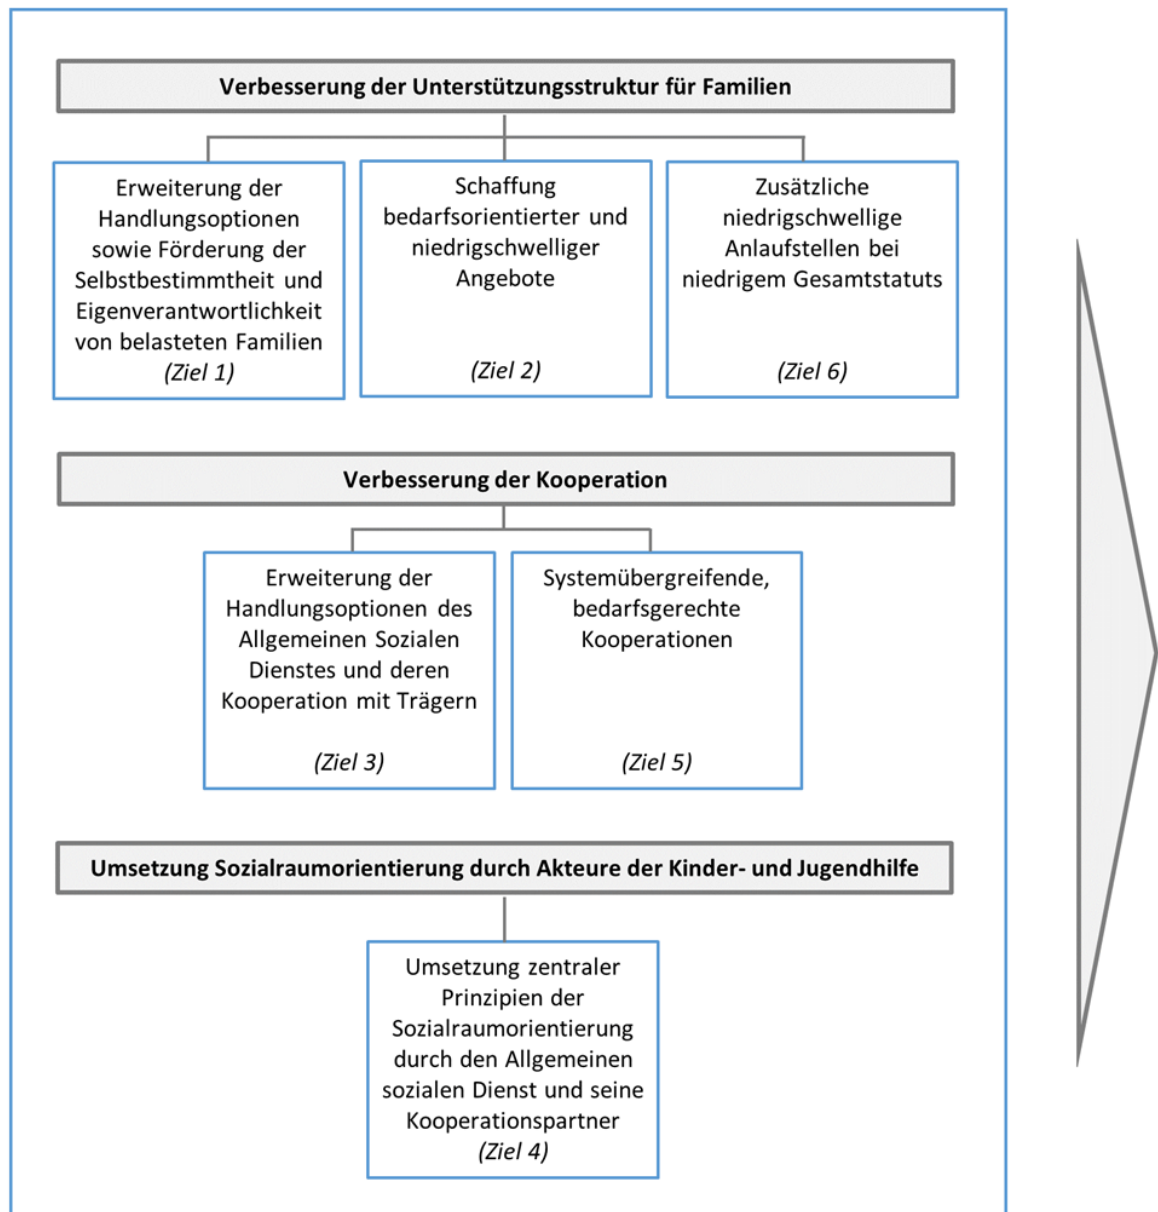 Verbesserung der Unterstützungsstruktur für Familien
Erweiterung der
Handlungsoptionen
sowie Förderung der
Selbstbestimmtheit und
Eigenverantwortlichkeit
von belasteten Familien
(Ziel 1)
Schaffung
bedarfsorientierter und
niedrigschwelliger
Angebote
(Ziel 2)
Zusätzliche
niedrigschwellige
Anlaufstellen bei
niedrigem Gesamtstatuts
(Ziel 6)
Verbesserung der Kooperation
Erweiterung der
Handlungsoptionen des
Allgemeinen Sozialen
Dienstes und deren
Kooperation mit Trägern
(Ziel 3)
Systemübergreifende,
bedarfsgerechte
Kooperationen
(Ziel 5)
Umsetzung Sozialraumorientierung durch Akteure der Kinder- und Jugendhilfe
Umsetzung zentraler
Prinzipien der
Sozialraumorientierung
durch den Allgemeinen
sozialen Dienst und seine
Kooperationspartner
(Ziel 4)